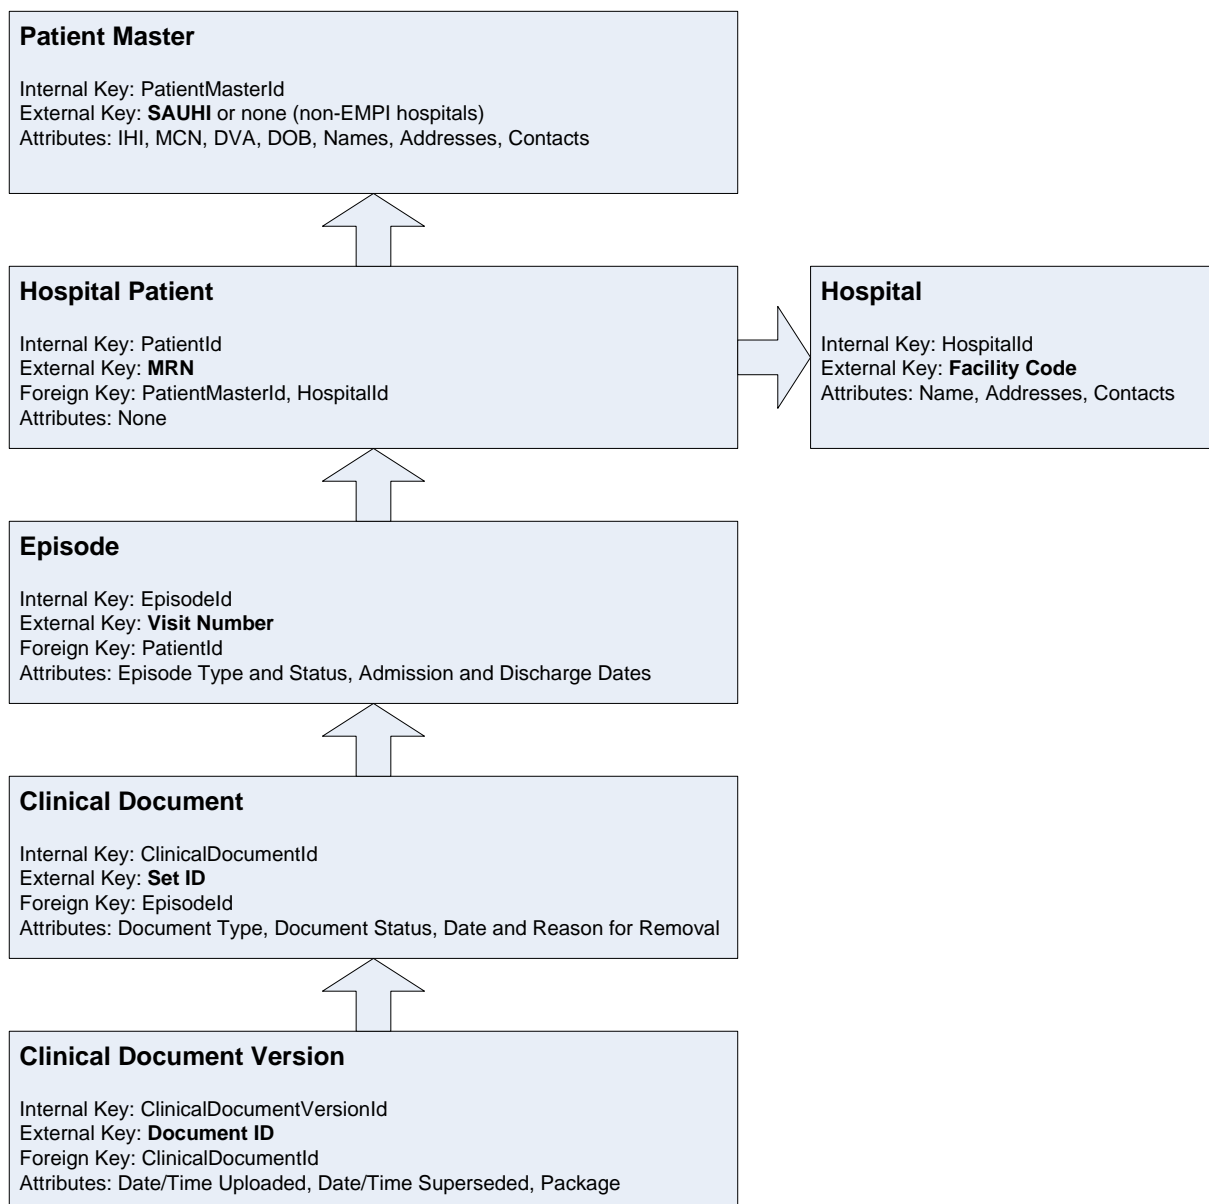 Patient Master
Internal Key: PatientMasterId
External Key: SAUHI or none (non-EMPI hospitals)
Attributes: IHI, MCN, DVA, DOB, Names, Addresses, Contacts
Hospital Patient
Internal Key: PatientId
External Key: MRN
Foreign Key: PatientMasterId, HospitalId
Attributes: None
Hospital
Internal Key: HospitalId
External Key: Facility Code
Attributes: Name, Addresses, Contacts
Episode
Internal Key: EpisodeId
External Key: Visit Number
Foreign Key: PatientId
Attributes: Episode Type and Status, Admission and Discharge Dates
Clinical Document
Internal Key: ClinicalDocumentId
External Key: Set ID
Foreign Key: EpisodeId
Attributes: Document Type, Document Status, Date and Reason for Removal
Clinical Document Version
Internal Key: ClinicalDocumentVersionId
External Key: Document ID
Foreign Key: ClinicalDocumentId
Attributes: Date/Time Uploaded, Date/Time Superseded, Package